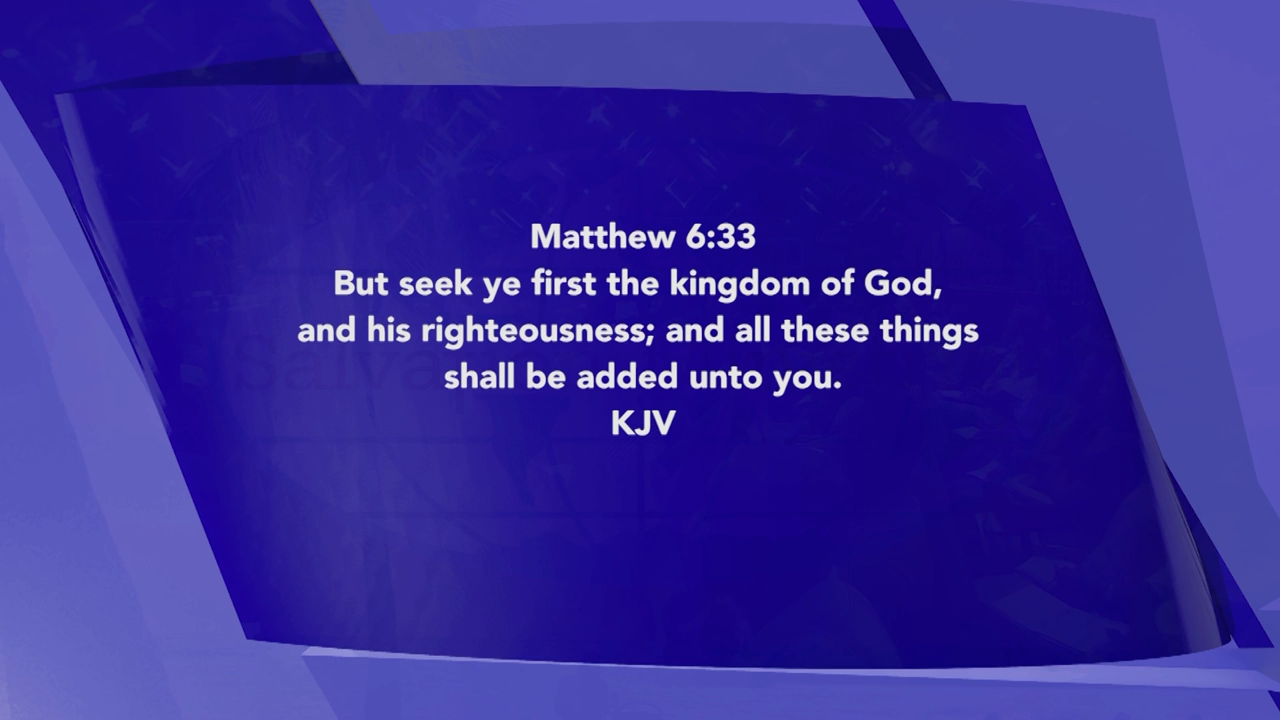 Matthew 6:33
But seek ye first the kingdom of God,
and his righteousness; and all these things
shall be added unto you.
KJV